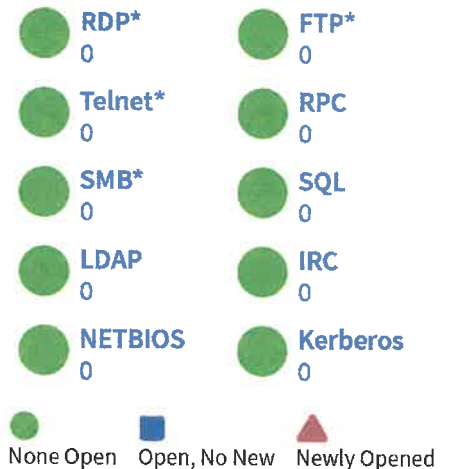 RDP*
0
FTP*
0
Telnet*
0
RPC
0
SMB*
0
SQL
0
LDAP
0
IRC
0
NETBIOS
0
Kerberos
0
None Open
Open, No New
Newly Opened